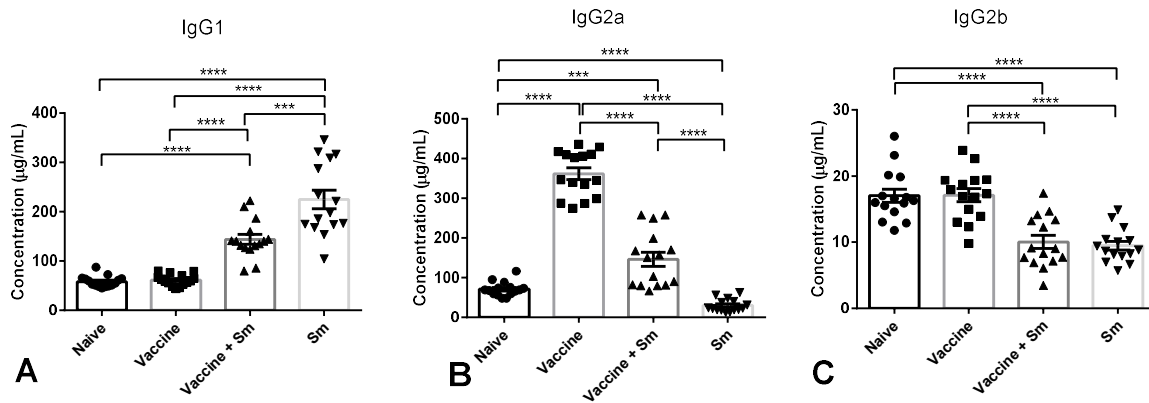 IgG1
****
****
***
****
****
Concentration (µg/mL)
400
300
200
100
0
Naive
Vaccine
Vaccine + Sm
Sm
A
IgG2a
****
***
****
****
****
****
Concentration (µg/mL)
500
400
300
200
100
0
Naive
Vaccine
Vaccine + Sm
Sm
B
IgG2b
****
****
****
****
Concentration (µg/mL)
30
20
10
0
Naive
Vaccine
Vaccine + Sm
Sm
C